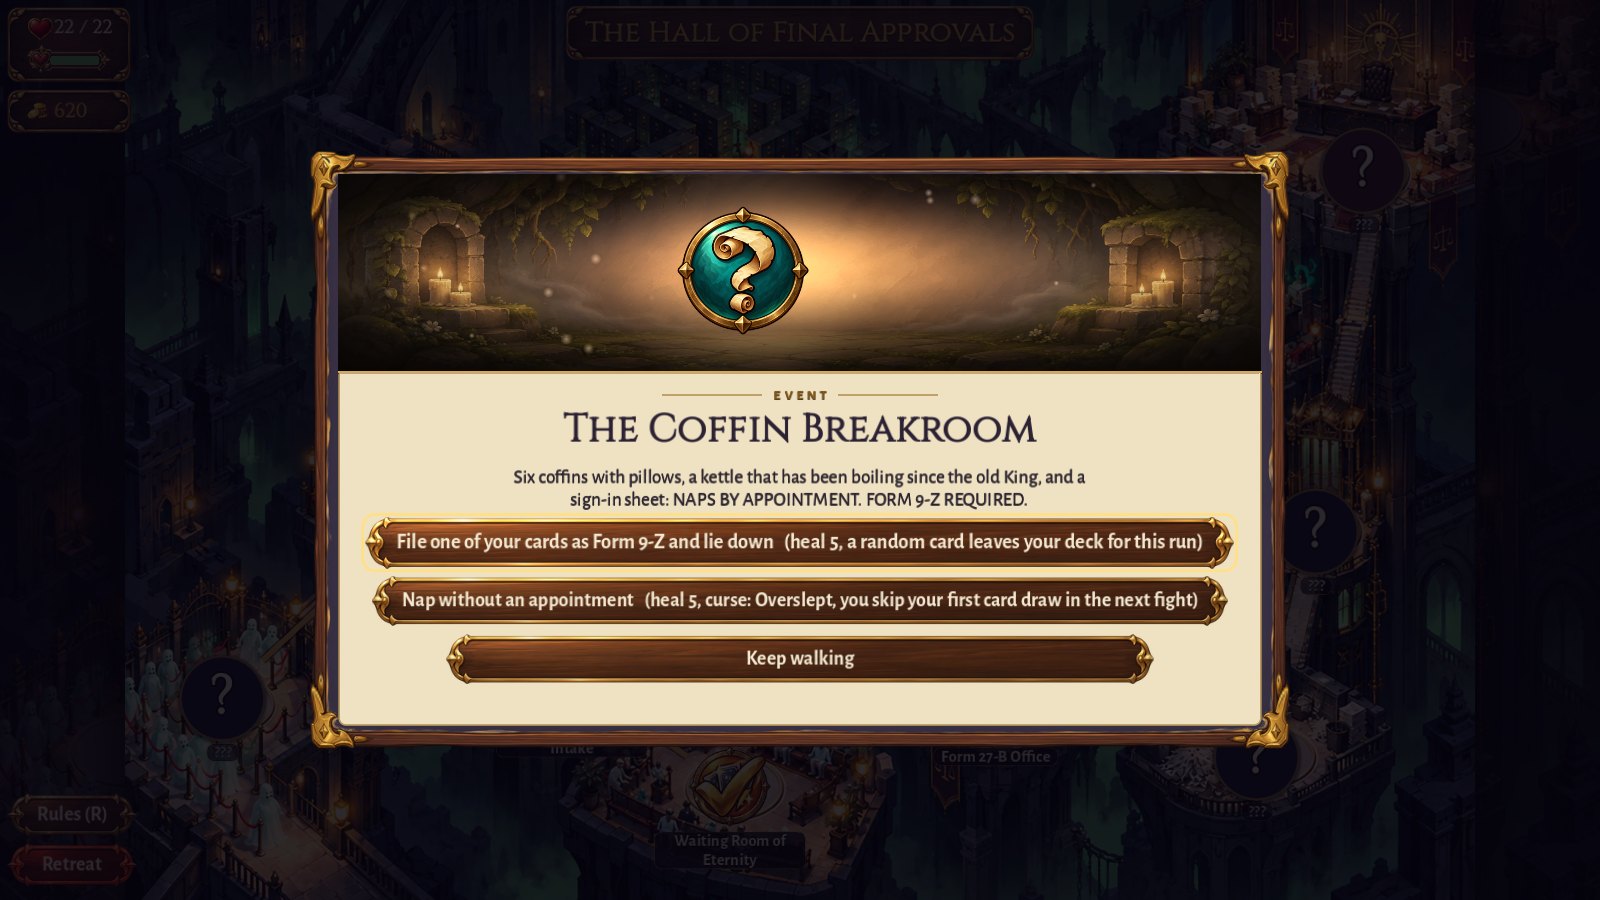 22 / 22
The Hall of Final Approvals
620
???
EVENT
The Coffin Breakroom
Six coffins with pillows, a kettle that has been boiling since the old King, and a
sign-in sheet: NAPS BY APPOINTMENT. FORM 9-Z REQUIRED.
File one of your cards as Form 9-Z and lie down (heal 5, a random card leaves your deck for this run)
Nap without an appointment (heal 5, curse: Overslept, you skip your first card draw in the next fight)
Keep walking
???
???
Intake
Form 27-B Office
???
Rules (R)
Waiting Room of
Eternity
Retreat